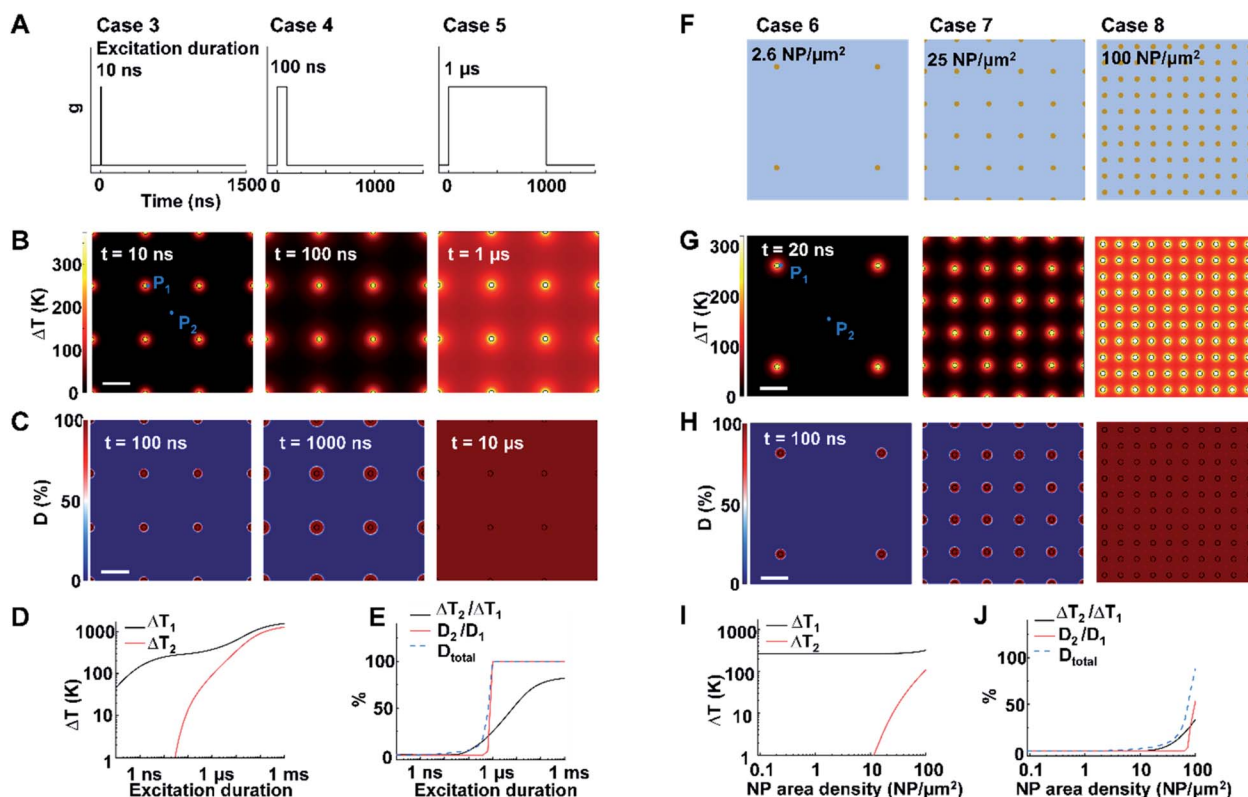 A
Case 3
Case 4
Case 5
Excitation duration
10 ns
100 ns
1 µs
g
0
1500
0
1000
0
1000
Time (ns)
B
t = 10 ns
t = 100 ns
t = 1 µs
P1
P2
ΔT (K)
300
200
100
0
C
t = 100 ns
t = 1000 ns
t = 10 µs
D (%)
100
50
0
D
ΔT1
ΔT2
ΔT (K)
1000
100
10
1
1 ns
1 µs
1 ms
Excitation duration
E
ΔT2/ΔT1
D2/D1
Dtotal
%
100
50
0
1 ns
1 µs
1 ms
Excitation duration
F
Case 6
Case 7
Case 8
2.6 NP/µm²
25 NP/µm²
100 NP/µm²
G
t = 20 ns
P1
P2
ΔT (K)
300
200
100
0
H
t = 100 ns
D (%)
100
50
0
I
ΔT1
ΔT2
ΔT (K)
1000
100
10
1
0.1
1
10
100
NP area density (NP/µm²)
J
ΔT2/ΔT1
D2/D1
Dtotal
%
100
50
0
0.1
1
10
100
NP area density (NP/µm²)